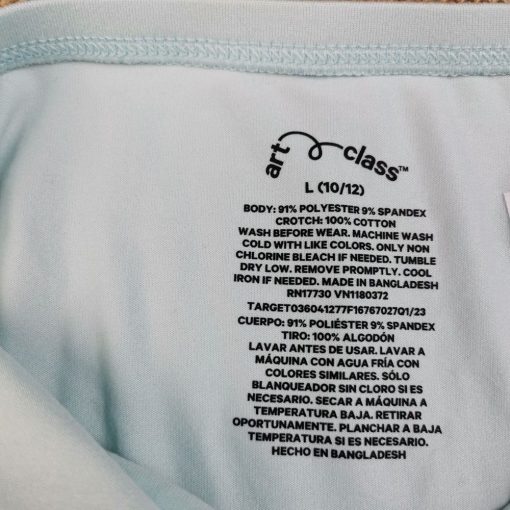 art class™
L (10/12)
BODY: 91% POLYESTER 9% SPANDEX
CROTCH: 100% COTTON
WASH BEFORE WEAR. MACHINE WASH
COLD WITH LIKE COLORS. ONLY NON
CHLORINE BLEACH IF NEEDED. TUMBLE
DRY LOW. REMOVE PROMPTLY. COOL
IRON IF NEEDED. MADE IN BANGLADESH
RN17730 VN1180372
TARGET036041277F16767027Q1/23
CUERPO: 91% POLIÉSTER 9% SPANDEX
TIRO: 100% ALGODÓN
LAVAR ANTES DE USAR. LAVAR A
MÁQUINA CON AGUA FRÍA CON
COLORES SIMILARES. SÓLO
BLANQUEADOR SIN CLORO SI ES
NECESARIO. SECAR A MÁQUINA A
TEMPERATURA BAJA. RETIRAR
OPORTUNAMENTE. PLANCHAR A BAJA
TEMPERATURA SI ES NECESARIO.
HECHO EN BANGLADESH